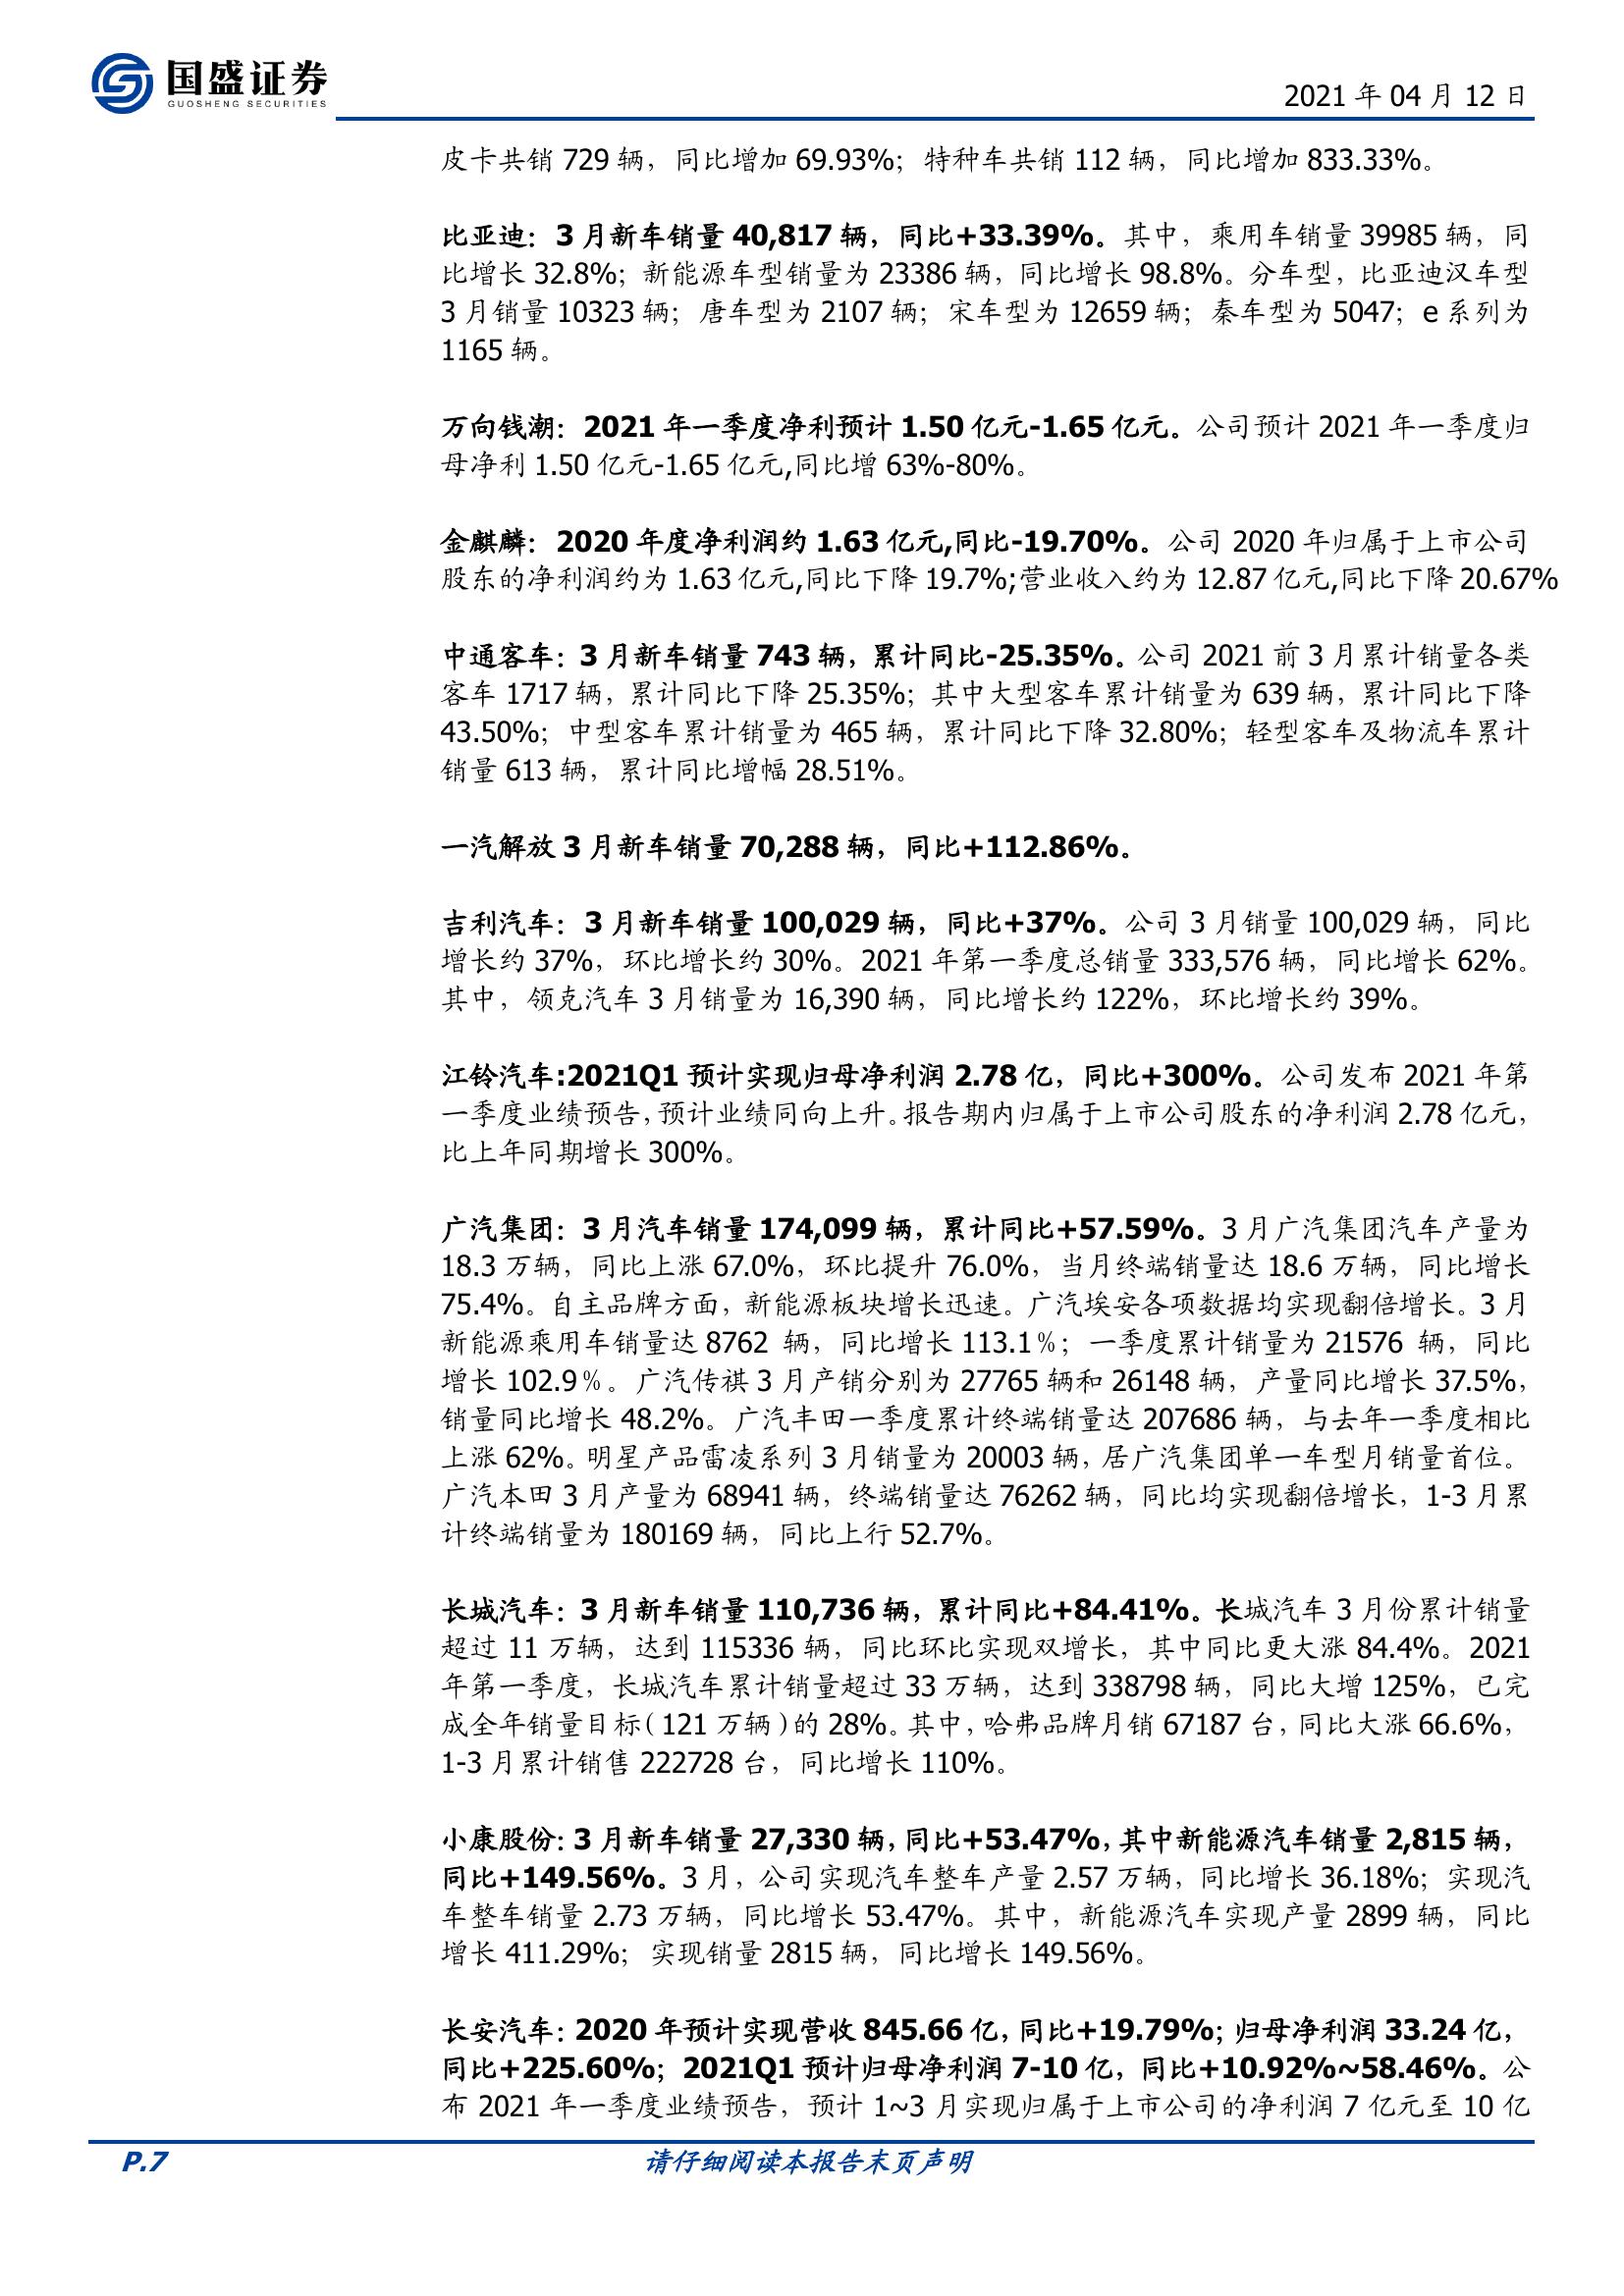 国盛证券
GUOSHENG SECURITIES
2021 年 04 月 12 日
皮卡共销 729 辆，同比增加 69.93%；特种车共销 112 辆，同比增加 833.33%。
比亚迪：3 月新车销量 40,817 辆，同比+33.39%。其中，乘用车销量 39985 辆，同
比增长 32.8%；新能源车型销量为 23386 辆，同比增长 98.8%。分车型，比亚迪汉车型
3 月销量 10323 辆；唐车型为 2107 辆；宋车型为 12659 辆；秦车型为 5047；e 系列为
1165 辆。
万向钱潮：2021 年一季度净利预计 1.50 亿元-1.65 亿元。公司预计 2021 年一季度归
母净利 1.50 亿元-1.65 亿元,同比增 63%-80%。
金麒麟：2020 年度净利润约 1.63 亿元,同比-19.70%。公司 2020 年归属于上市公司
股东的净利润约为 1.63 亿元,同比下降 19.7%;营业收入约为 12.87 亿元,同比下降 20.67%
中通客车：3 月新车销量 743 辆，累计同比-25.35%。公司 2021 前 3 月累计销量各类
客车 1717 辆，累计同比下降 25.35%；其中大型客车累计销量为 639 辆，累计同比下降
43.50%；中型客车累计销量为 465 辆，累计同比下降 32.80%；轻型客车及物流车累计
销量 613 辆，累计同比增幅 28.51%。
一汽解放 3 月新车销量 70,288 辆，同比+112.86%。
吉利汽车：3 月新车销量 100,029 辆，同比+37%。公司 3 月销量 100,029 辆，同比
增长约 37%，环比增长约 30%。2021 年第一季度总销量 333,576 辆，同比增长 62%。
其中，领克汽车 3 月销量为 16,390 辆，同比增长约 122%，环比增长约 39%。
江铃汽车:2021Q1 预计实现归母净利润 2.78 亿，同比+300%。公司发布 2021 年第
一季度业绩预告，预计业绩同向上升。报告期内归属于上市公司股东的净利润 2.78 亿元，
比上年同期增长 300%。
广汽集团：3 月汽车销量 174,099 辆，累计同比+57.59%。3 月广汽集团汽车产量为
18.3 万辆，同比上涨 67.0%，环比提升 76.0%，当月终端销量达 18.6 万辆，同比增长
75.4%。自主品牌方面，新能源板块增长迅速。广汽埃安各项数据均实现翻倍增长。3 月
新能源乘用车销量达 8762 辆，同比增长 113.1％；一季度累计销量为 21576 辆，同比
增长 102.9％。广汽传祺 3 月产销分别为 27765 辆和 26148 辆，产量同比增长 37.5%，
销量同比增长 48.2%。广汽丰田一季度累计终端销量达 207686 辆，与去年一季度相比
上涨 62%。明星产品雷凌系列 3 月销量为 20003 辆，居广汽集团单一车型月销量首位。
广汽本田 3 月产量为 68941 辆，终端销量达 76262 辆，同比均实现翻倍增长，1-3 月累
计终端销量为 180169 辆，同比上行 52.7%。
长城汽车：3 月新车销量 110,736 辆，累计同比+84.41%。长城汽车 3 月份累计销量
超过 11 万辆，达到 115336 辆，同比环比实现双增长，其中同比更大涨 84.4%。2021
年第一季度，长城汽车累计销量超过 33 万辆，达到 338798 辆，同比大增 125%，已完
成全年销量目标（121 万辆）的 28%。其中，哈弗品牌月销 67187 台，同比大涨 66.6%，
1-3 月累计销售 222728 台，同比增长 110%。
小康股份：3 月新车销量 27,330 辆，同比+53.47%，其中新能源汽车销量 2,815 辆，
同比+149.56%。3 月，公司实现汽车整车产量 2.57 万辆，同比增长 36.18%；实现汽
车整车销量 2.73 万辆，同比增长 53.47%。其中，新能源汽车实现产量 2899 辆，同比
增长 411.29%；实现销量 2815 辆，同比增长 149.56%。
长安汽车：2020 年预计实现营收 845.66 亿，同比+19.79%；归母净利润 33.24 亿，
同比+225.60%；2021Q1 预计归母净利润 7-10 亿，同比+10.92%~58.46%。公
布 2021 年一季度业绩预告，预计 1~3 月实现归属于上市公司的净利润 7 亿元至 10 亿
P.7
请仔细阅读本报告末页声明